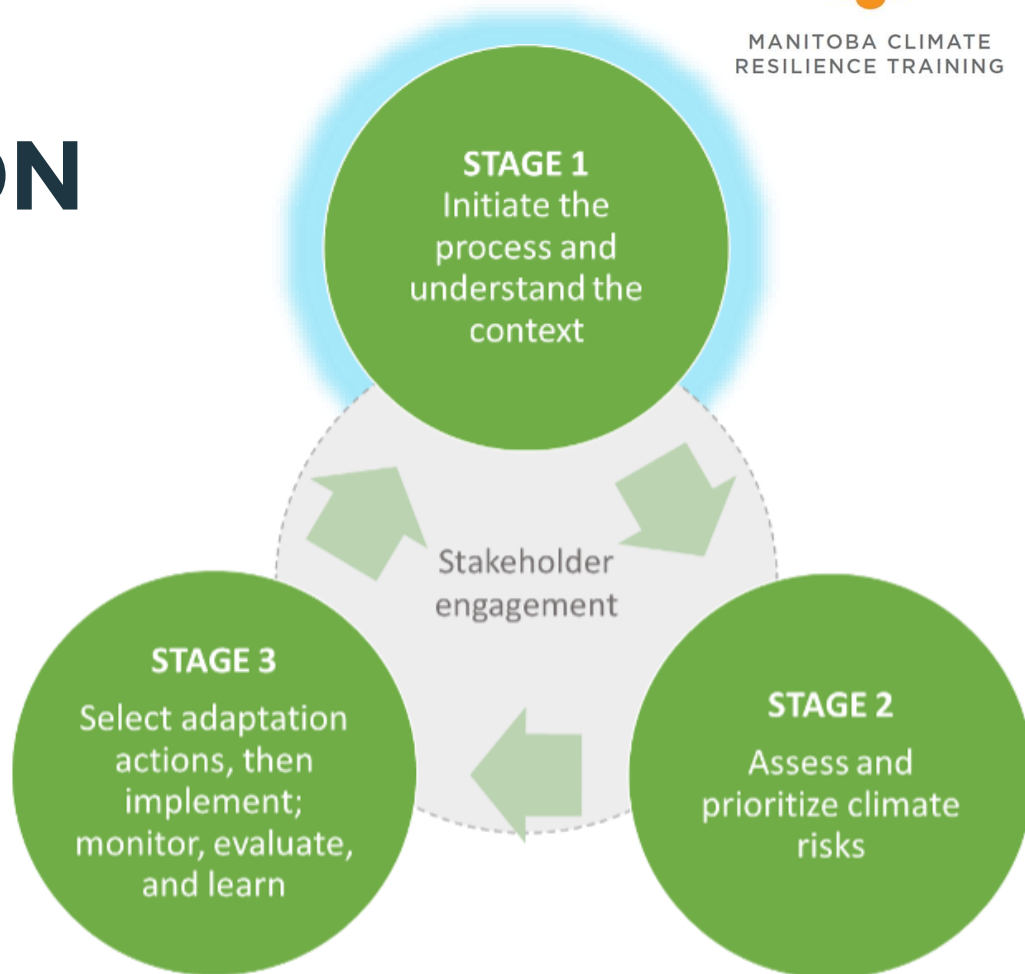 MANITOBA CLIMATE
RESILIENCE TRAINING
ON
STAGE 1
Initiate the
process and
understand the
context
Stakeholder
engagement
STAGE 3
Select adaptation
actions, then
implement;
monitor, evaluate,
and learn
STAGE 2
Assess and
prioritize climate
risks